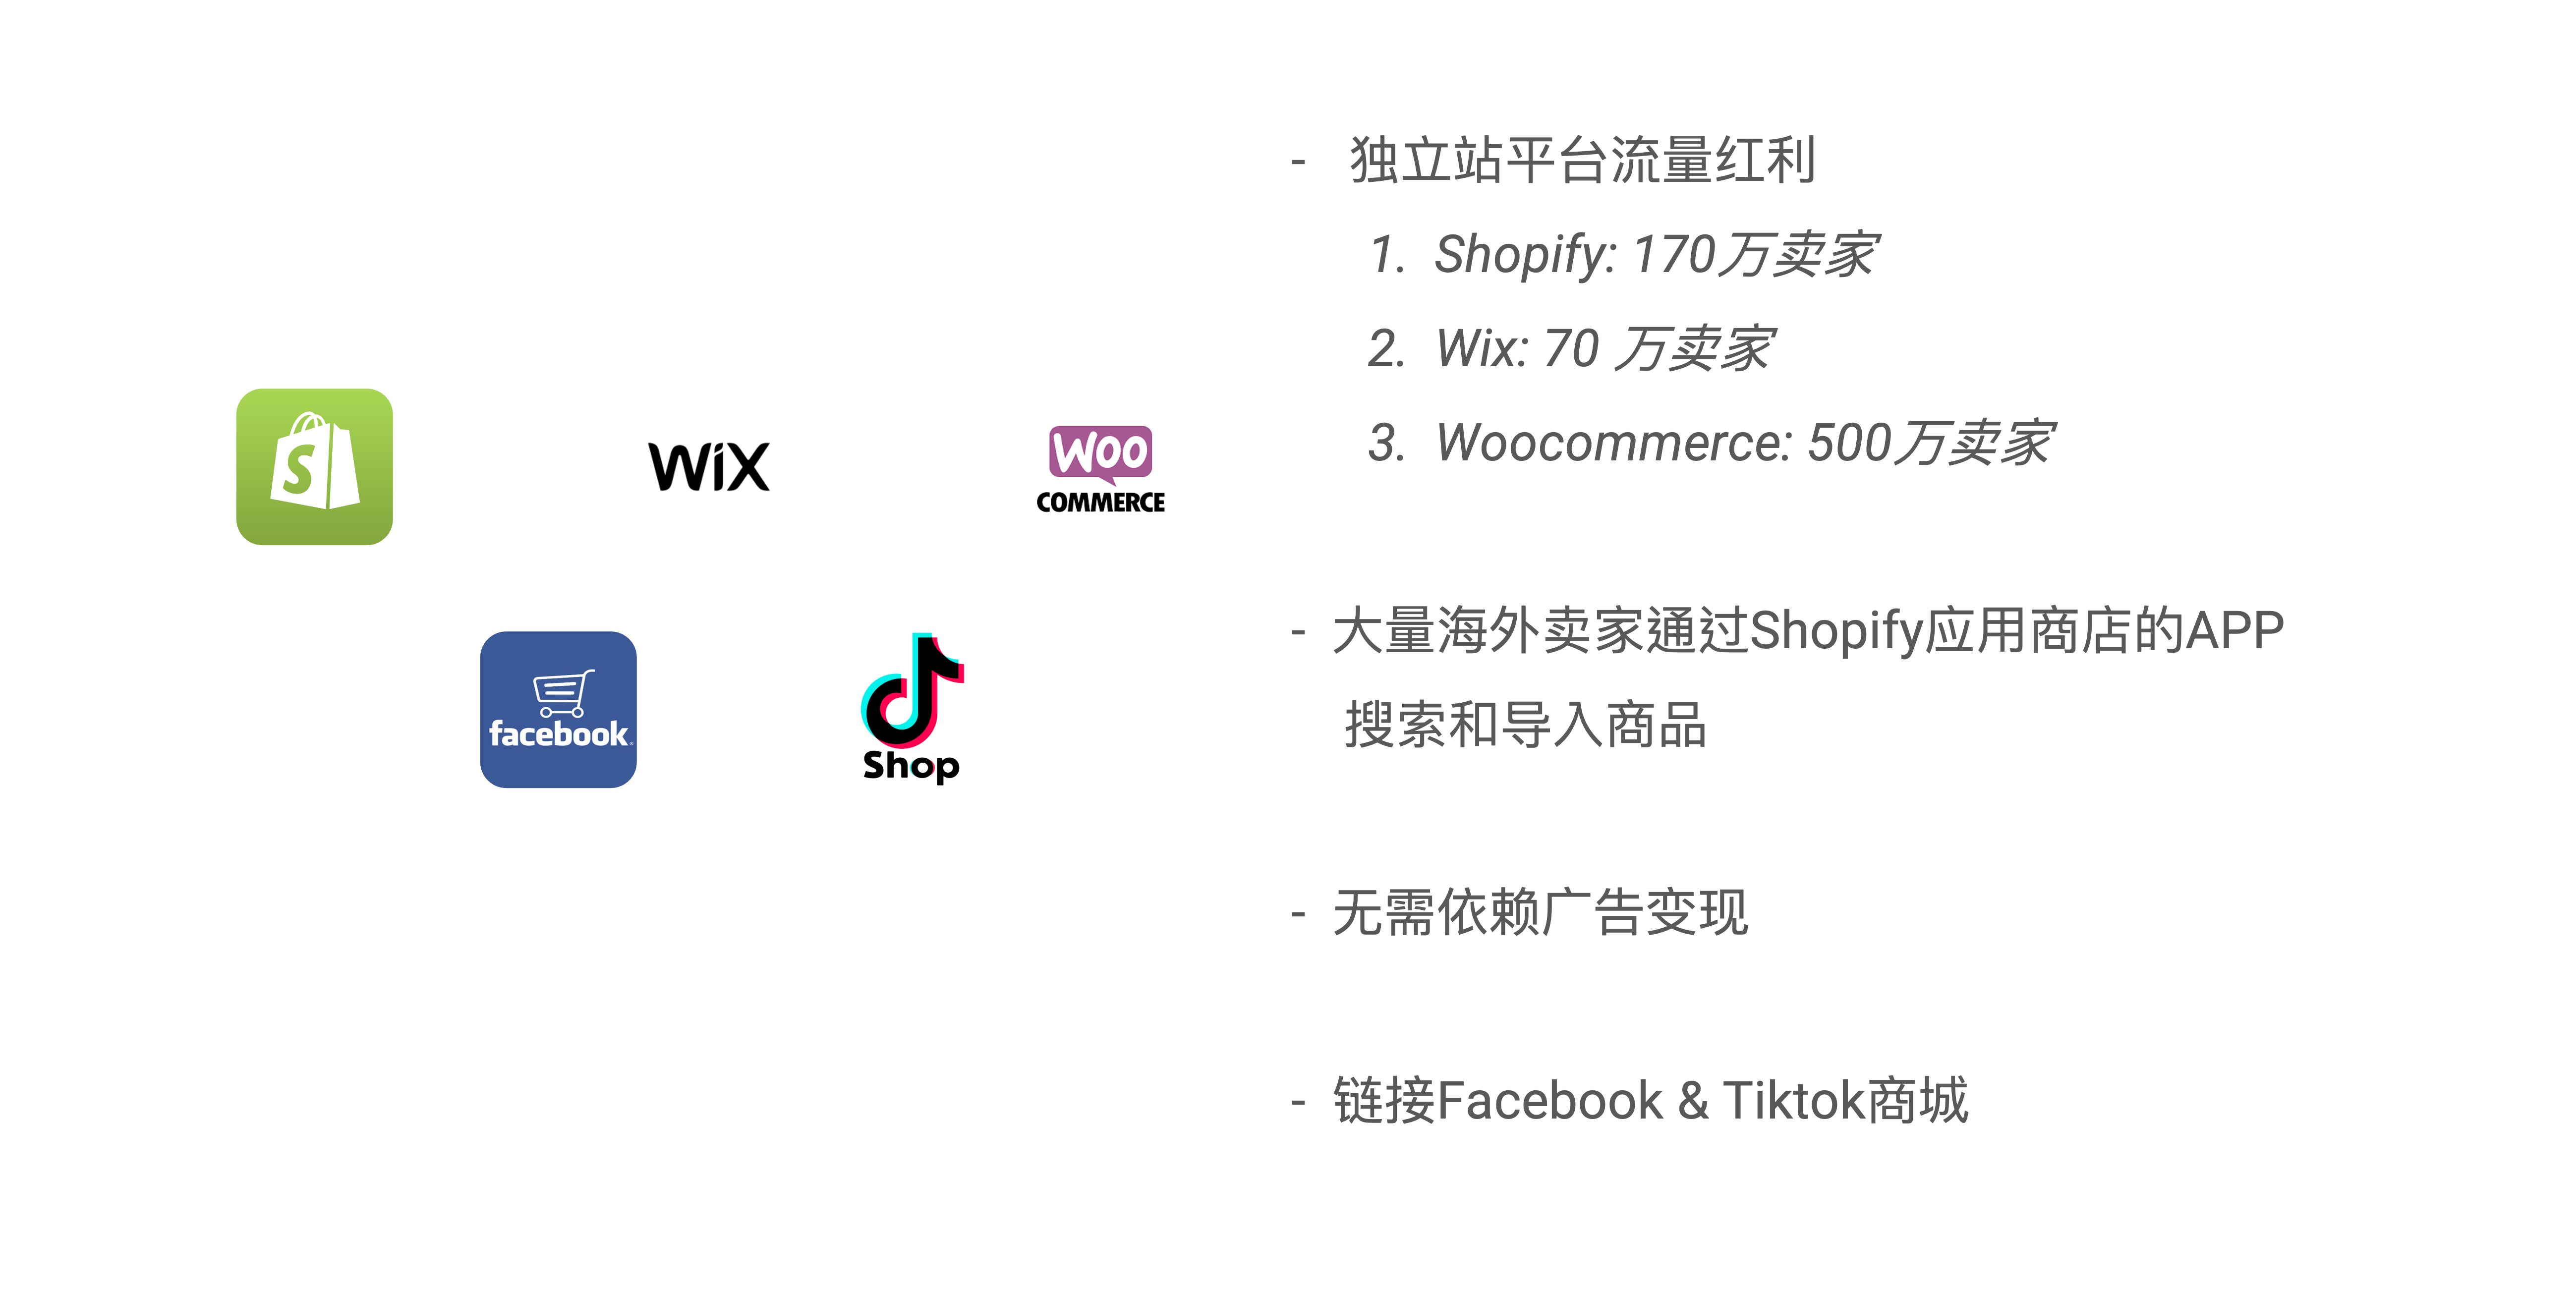 - 独立站平台流量红利
1. Shopify: 170万卖家
2. Wix: 70 万卖家
3. Woocommerce: 500万卖家
- 大量海外卖家通过Shopify应用商店的APP
搜索和导入商品
- 无需依赖广告变现
- 链接Facebook & Tiktok商城
S
WiX
WOO
COMMERCE
facebook
Shop